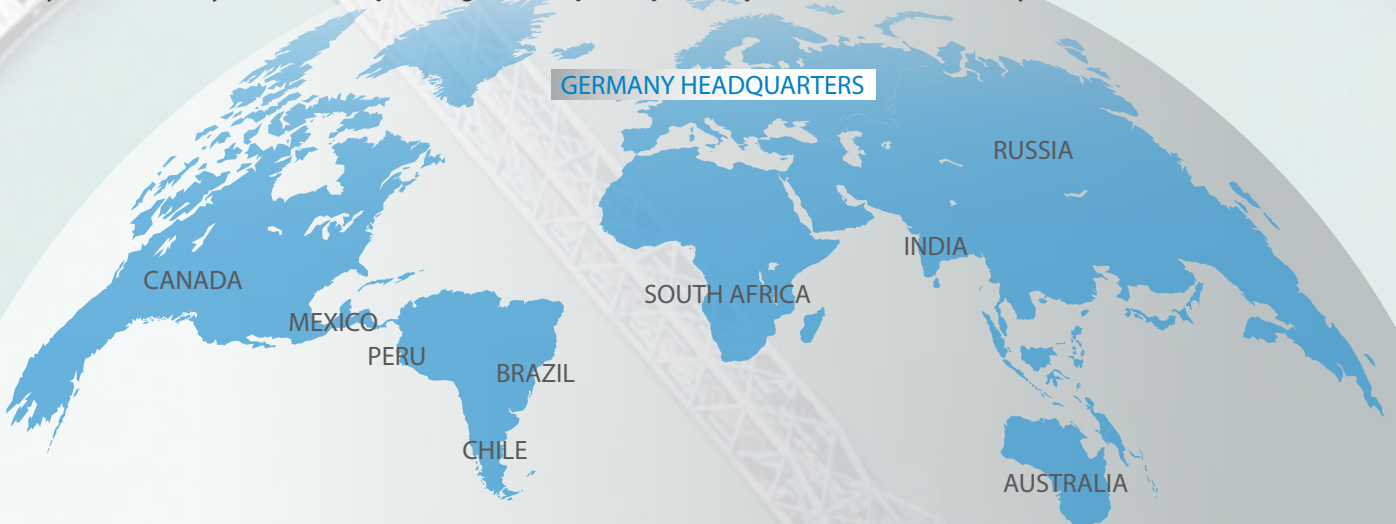 GERMANY HEADQUARTERS
RUSSIA
INDIA
CANADA
SOUTH AFRICA
MEXICO
PERU
BRAZIL
CHILE
AUSTRALIA